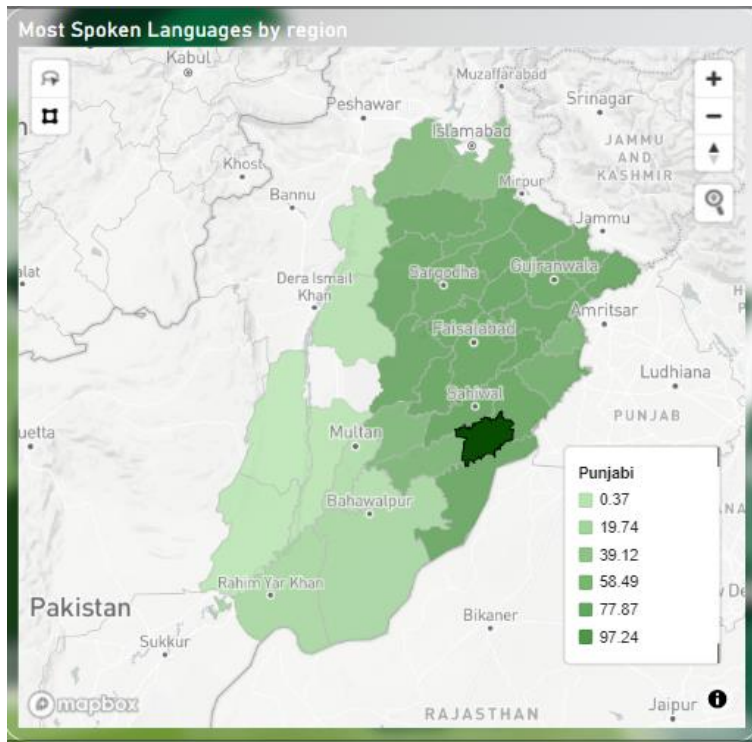 Most Spoken Languages by region
Kabul
Muzaffarabad
Peshawar
Srinagar
Islamabad
JAMMU
AND
KASHMIR
Khost
Mirpur
Bannu
Jammu
Dera Ismail
Khan
Sargodha
Gujranwala
Amritsar
Faisalabad
Ludhiana
Sahiwal
PUNJAB
Multan
Bahawalpur
Rahim Yar Khan
Pakistan
Sukkur
Bikaner
Punjabi
0.37
19.74
39.12
58.49
77.87
97.24
mapbox
RAJASTHAN
Jaipur